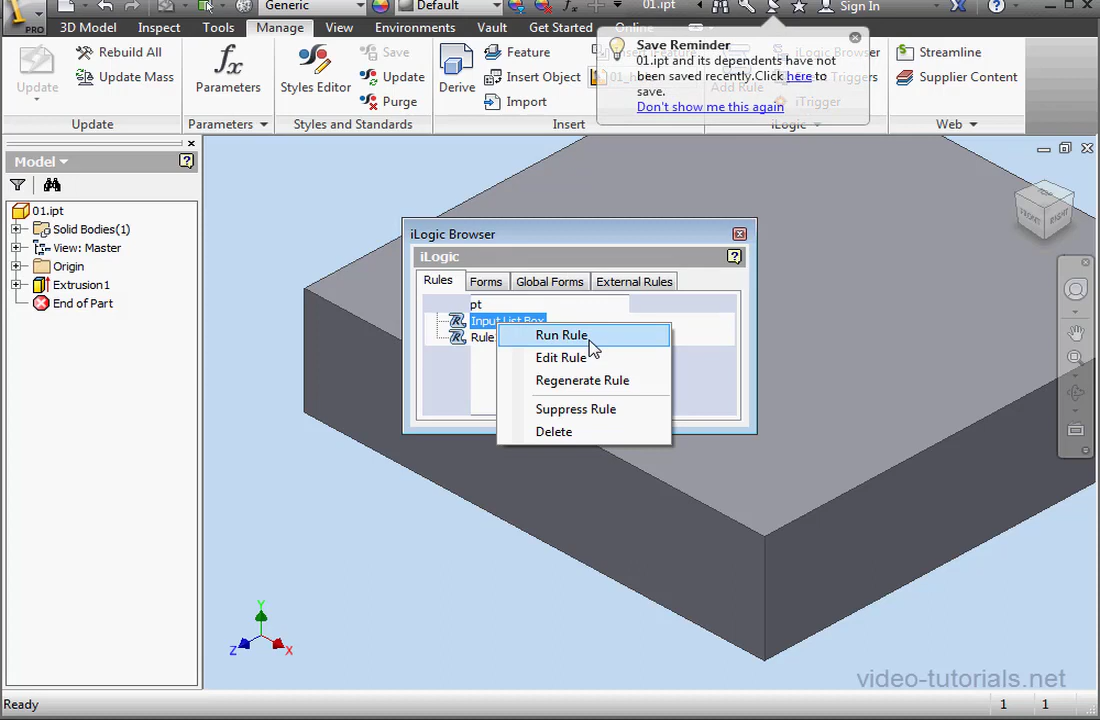 PRO
Generic
Default
01.ipt
Sign In
3D Model
Inspect
Tools
Manage
View
Environments
Vault
Get Started
Online
Update
Rebuild All
Update Mass
Update
Parameters
Parameters
Styles Editor
Save
Update
Purge
Styles and Standards
Derive
Feature
Insert Object
Import
Insert
Save Reminder
01.ipt and its dependents have not
been saved recently.Click here to
save.
Don't show me this again
Add Rule
iLogic Browser
Triggers
iTrigger
iLogic
Streamline
Supplier Content
Web
Model
01.ipt
Solid Bodies(1)
View: Master
Origin
Extrusion1
End of Part
iLogic Browser
iLogic
Rules
Forms
Global Forms
External Rules
pt
Input List Box
Rule
Run Rule
Edit Rule
Regenerate Rule
Suppress Rule
Delete
FRONT
RIGHT
Y
Z
X
video-tutorials.net
Ready
1
1